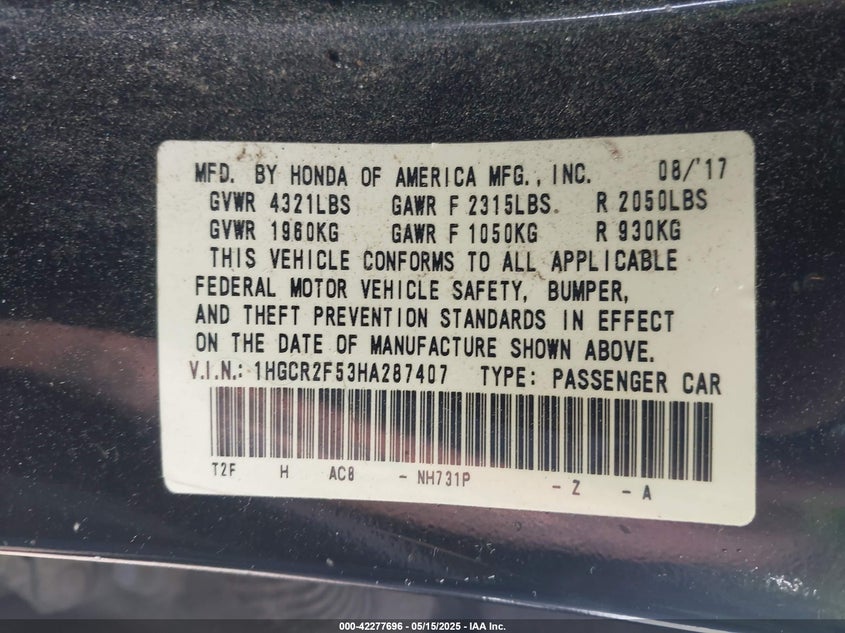 MFD. BY HONDA OF AMERICA MFG., INC. 08/'17
GVWR 4321LBS GAWR F 2315LBS R 2050LBS
GVWR 1960KG GAWR F 1050KG R 930KG
THIS VEHICLE CONFORMS TO ALL APPLICABLE
FEDERAL MOTOR VEHICLE SAFETY, BUMPER,
AND THEFT PREVENTION STANDARDS IN EFFECT
ON THE DATE OF MANUFACTURE SHOWN ABOVE.
V.I.N.: 1HGCR2F53HA287407 TYPE: PASSENGER CAR
T2F H AC8 - NH731P - Z - A
000-42277696 - 05/15/2025 - IAA Inc.